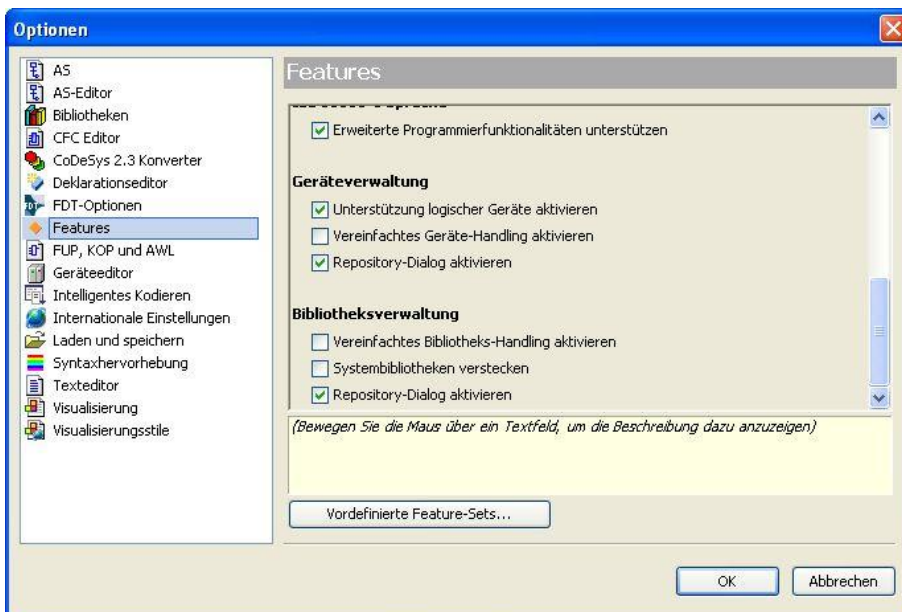 Optionen
AS
AS-Editor
Bibliotheken
CFC Editor
CoDeSys 2.3 Konverter
Deklarationseditor
FDT-Optionen
Features
FUP, KOP und AWL
Geräteeditor
Intelligentes Kodieren
Internationale Einstellungen
Laden und speichern
Syntaxhervorhebung
Texteditor
Visualisierung
Visualisierungsstile
Features
Erweiterte Programmierfunktionalitäten unterstützen
Geräteverwaltung
Unterstützung logischer Geräte aktivieren
Vereinfachtes Geräte-Handling aktivieren
Repository-Dialog aktivieren
Bibliotheksverwaltung
Vereinfachtes Bibliotheks-Handling aktivieren
Systembibliotheken verstecken
Repository-Dialog aktivieren
(Bewegen Sie die Maus über ein Textfeld, um die Beschreibung dazu anzuzeigen)
Vordefinierte Feature-Sets...
OK
Abbrechen